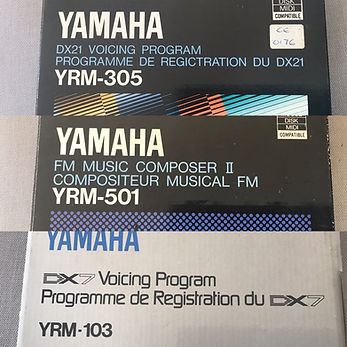 DISK
MIDI
COMPATIBLE
YAMAHA
CC
0176
DX21 VOICING PROGRAM
PROGRAMME DE REGICTRATION DU DX21
YRM-305
DISK
MIDI
COMPATIBLE
YAMAHA
FM MUSIC COMPOSER II
COMPOSITEUR MUSICAL FM
YRM-501
YAMAHA
DX7 Voicing Program
Programme de Registration du DX7
YRM-103